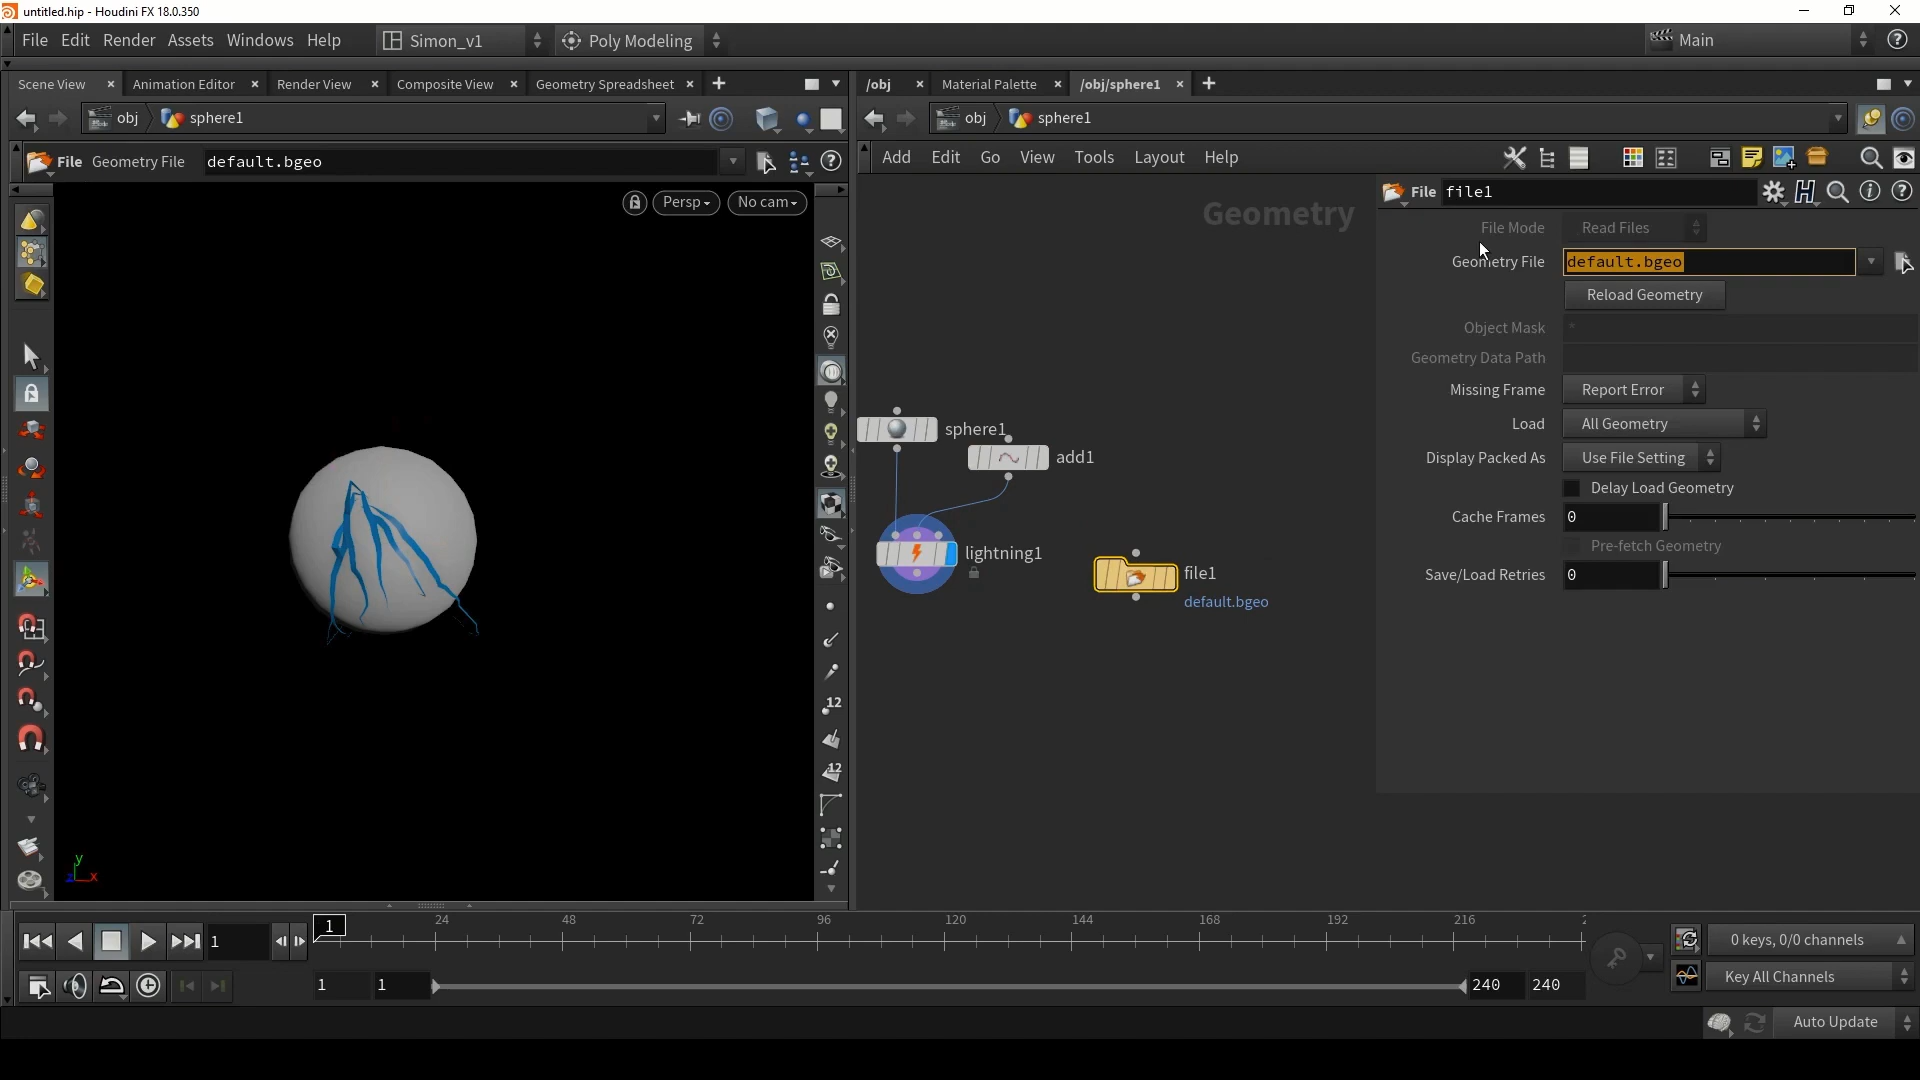 untitled.hip - Houdini FX 18.0.350
File Edit Render Assets Windows Help Simon_v1 Poly Modeling Main
Scene View Animation Editor Render View Composite View Geometry Spreadsheet
/obj Material Palette /obj/sphere1
obj sphere1
obj sphere1
File Geometry File default.bgeo
Add Edit Go View Tools Layout Help
Persp No cam
Geometry
File file1
File Mode Read Files
Geometry File default.bgeo
Reload Geometry
Object Mask *
Geometry Data Path
Missing Frame Report Error
Load All Geometry
Display Packed As Use File Setting
Delay Load Geometry
Cache Frames 0
Pre-fetch Geometry
Save/Load Retries 0
sphere1
add1
lightning1
file1
default.bgeo
12
12
y
x
1 1 24 48 72 96 120 144 168 192 216
0 keys, 0/0 channels
1 1 240 240
Key All Channels
Auto Update